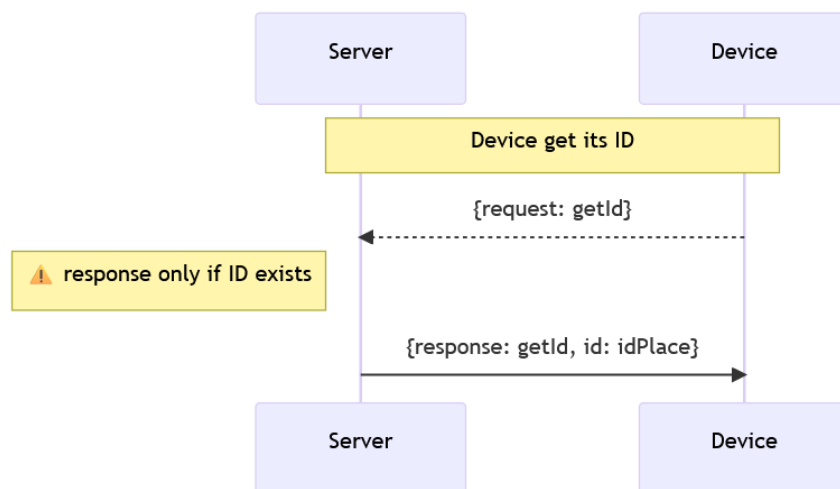 Server
Device
Device get its ID
{request: getId}
⚠ response only if ID exists
{response: getId, id: idPlace}
Server
Device